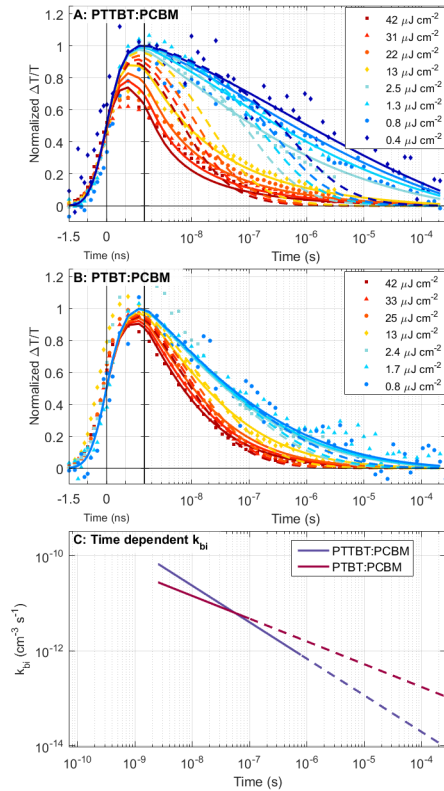 A: PTTBT:PCBM
Normalized ΔT/T
1.2
1
0.8
0.6
0.4
0.2
0
42 μJ cm⁻²
31 μJ cm⁻²
22 μJ cm⁻²
13 μJ cm⁻²
2.5 μJ cm⁻²
1.3 μJ cm⁻²
0.8 μJ cm⁻²
0.4 μJ cm⁻²
-1.5 0 10⁻⁸ 10⁻⁷ 10⁻⁶ 10⁻⁵ 10⁻⁴
Time (ns) Time (s)
B: PTBT:PCBM
Normalized ΔT/T
1.2
1
0.8
0.6
0.4
0.2
0
42 μJ cm⁻²
33 μJ cm⁻²
25 μJ cm⁻²
13 μJ cm⁻²
2.4 μJ cm⁻²
1.7 μJ cm⁻²
0.8 μJ cm⁻²
-1.5 0 10⁻⁸ 10⁻⁷ 10⁻⁶ 10⁻⁵ 10⁻⁴
Time (ns) Time (s)
C: Time dependent k_bi
PTTBT:PCBM
PTBT:PCBM
k_bi (cm⁻³ s⁻¹)
10⁻¹⁰
10⁻¹²
10⁻¹⁴
10⁻¹⁰ 10⁻⁹ 10⁻⁸ 10⁻⁷ 10⁻⁶ 10⁻⁵ 10⁻⁴
Time (s)